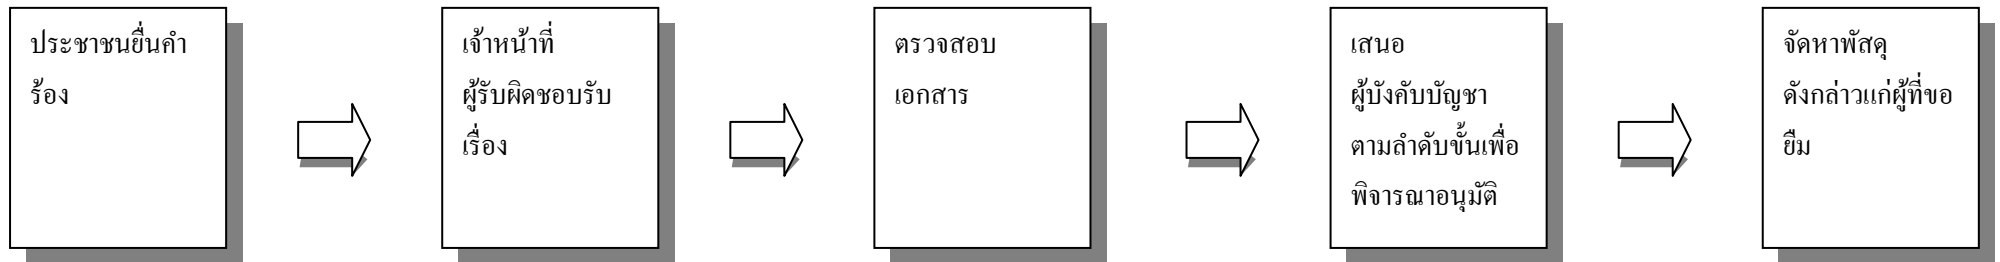 ประชาชนยื่นคำ
ร้อง
เจ้าหน้าที่
ผู้รับผิดชอบรับ
เรื่อง
ตรวจสอบ
เอกสาร
เสนอ
ผู้บังคับบัญชา
ตามลำดับขั้นเพื่อ
พิจารณาอนุมัติ
จัดหาพัสดุ
ดังกล่าวแก่ผู้ที่ขอ
ยืม